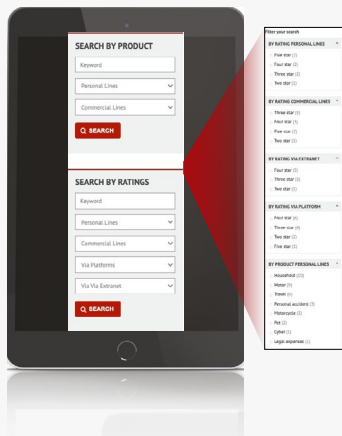 SEARCH BY PRODUCT
Keyword
Personal Lines
Commercial Lines
SEARCH
SEARCH BY RATINGS
Keyword
Personal Lines
Commercial Lines
Via Platforms
Via Via Extranet
SEARCH
Filter your search
BY RATING PERSONAL LINES
Five star
Four star
Three star
Two star
BY RATING COMMERCIAL LINES
Three star
Four star
Five star
Two star
BY RATING VIA EXTRANET
Four star
Three star
Two star
BY RATING VIA PLATFORM
Four star
Three star
Two star
Five star
BY PRODUCT PERSONAL LINES
Household
Motor
Travel
Personal accident
Motorcycle
Pet
Cyber
Legal expenses